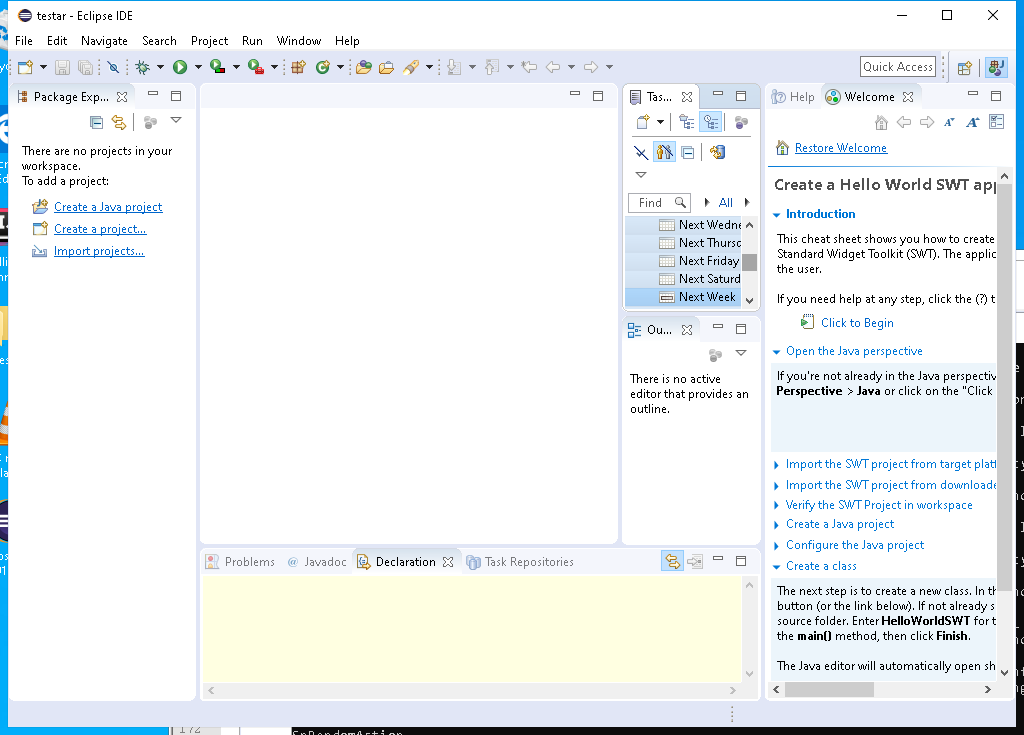 testar - Eclipse IDE
File Edit Navigate Search Project Run Window Help
Quick Access
Package Exp...
There are no projects in your
workspace.
To add a project:
Create a Java project
Create a project...
Import projects...
Tas...
Find
All
Next Wedne
Next Thursd
Next Friday
Next Saturd
Next Week
Ou...
There is no active
editor that provides an
outline.
Problems @ Javadoc Declaration Task Repositories
Help Welcome
Restore Welcome
Create a Hello World SWT app
Introduction
This cheat sheet shows you how to create
Standard Widget Toolkit (SWT). The applic
the user.
If you need help at any step, click the (?) t
Click to Begin
Open the Java perspective
If you're not already in the Java perspectiv
Perspective > Java or click on the "Click
Import the SWT project from target platf
Import the SWT project from downloade
Verify the SWT Project in workspace
Create a Java project
Configure the Java project
Create a class
The next step is to create a new class. In th
button (or the link below). If not already s
source folder. Enter HelloWorldSWT for t
the main() method, then click Finish.
The Java editor will automatically open sh
172